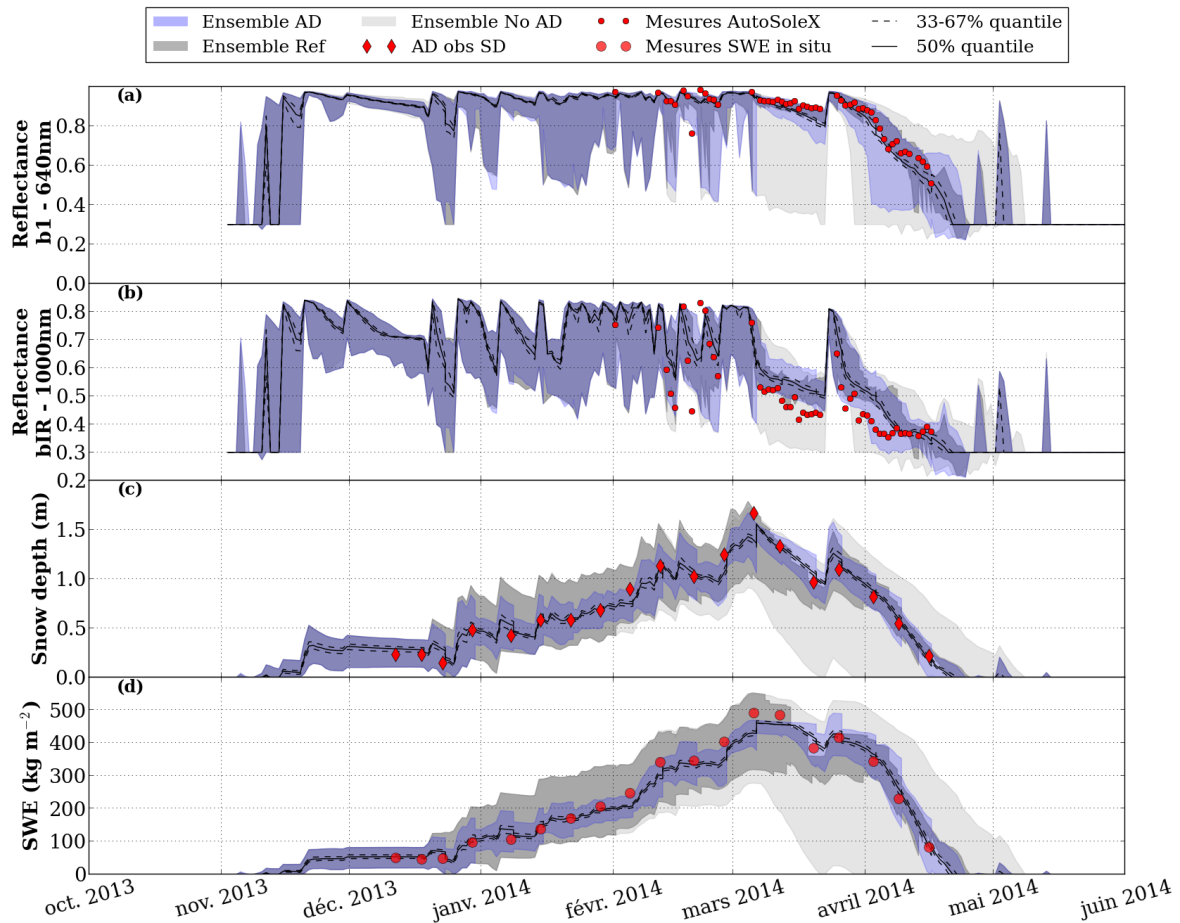 Ensemble AD Ensemble No AD Mesures AutoSoleX 33-67% quantile
Ensemble Ref AD obs SD Mesures SWE in situ 50% quantile
(a)
Reflectance
b1 - 640nm
0.8
0.6
0.4
0.2
0.0
(b)
Reflectance
bIR - 1000nm
0.8
0.7
0.6
0.5
0.4
0.3
0.2
(c)
Snow depth (m)
1.5
1.0
0.5
0.0
(d)
SWE (kg m⁻²)
500
400
300
200
100
0
oct. 2013 nov. 2013 déc. 2013 janv. 2014 févr. 2014 mars 2014 avril 2014 mai 2014 juin 2014